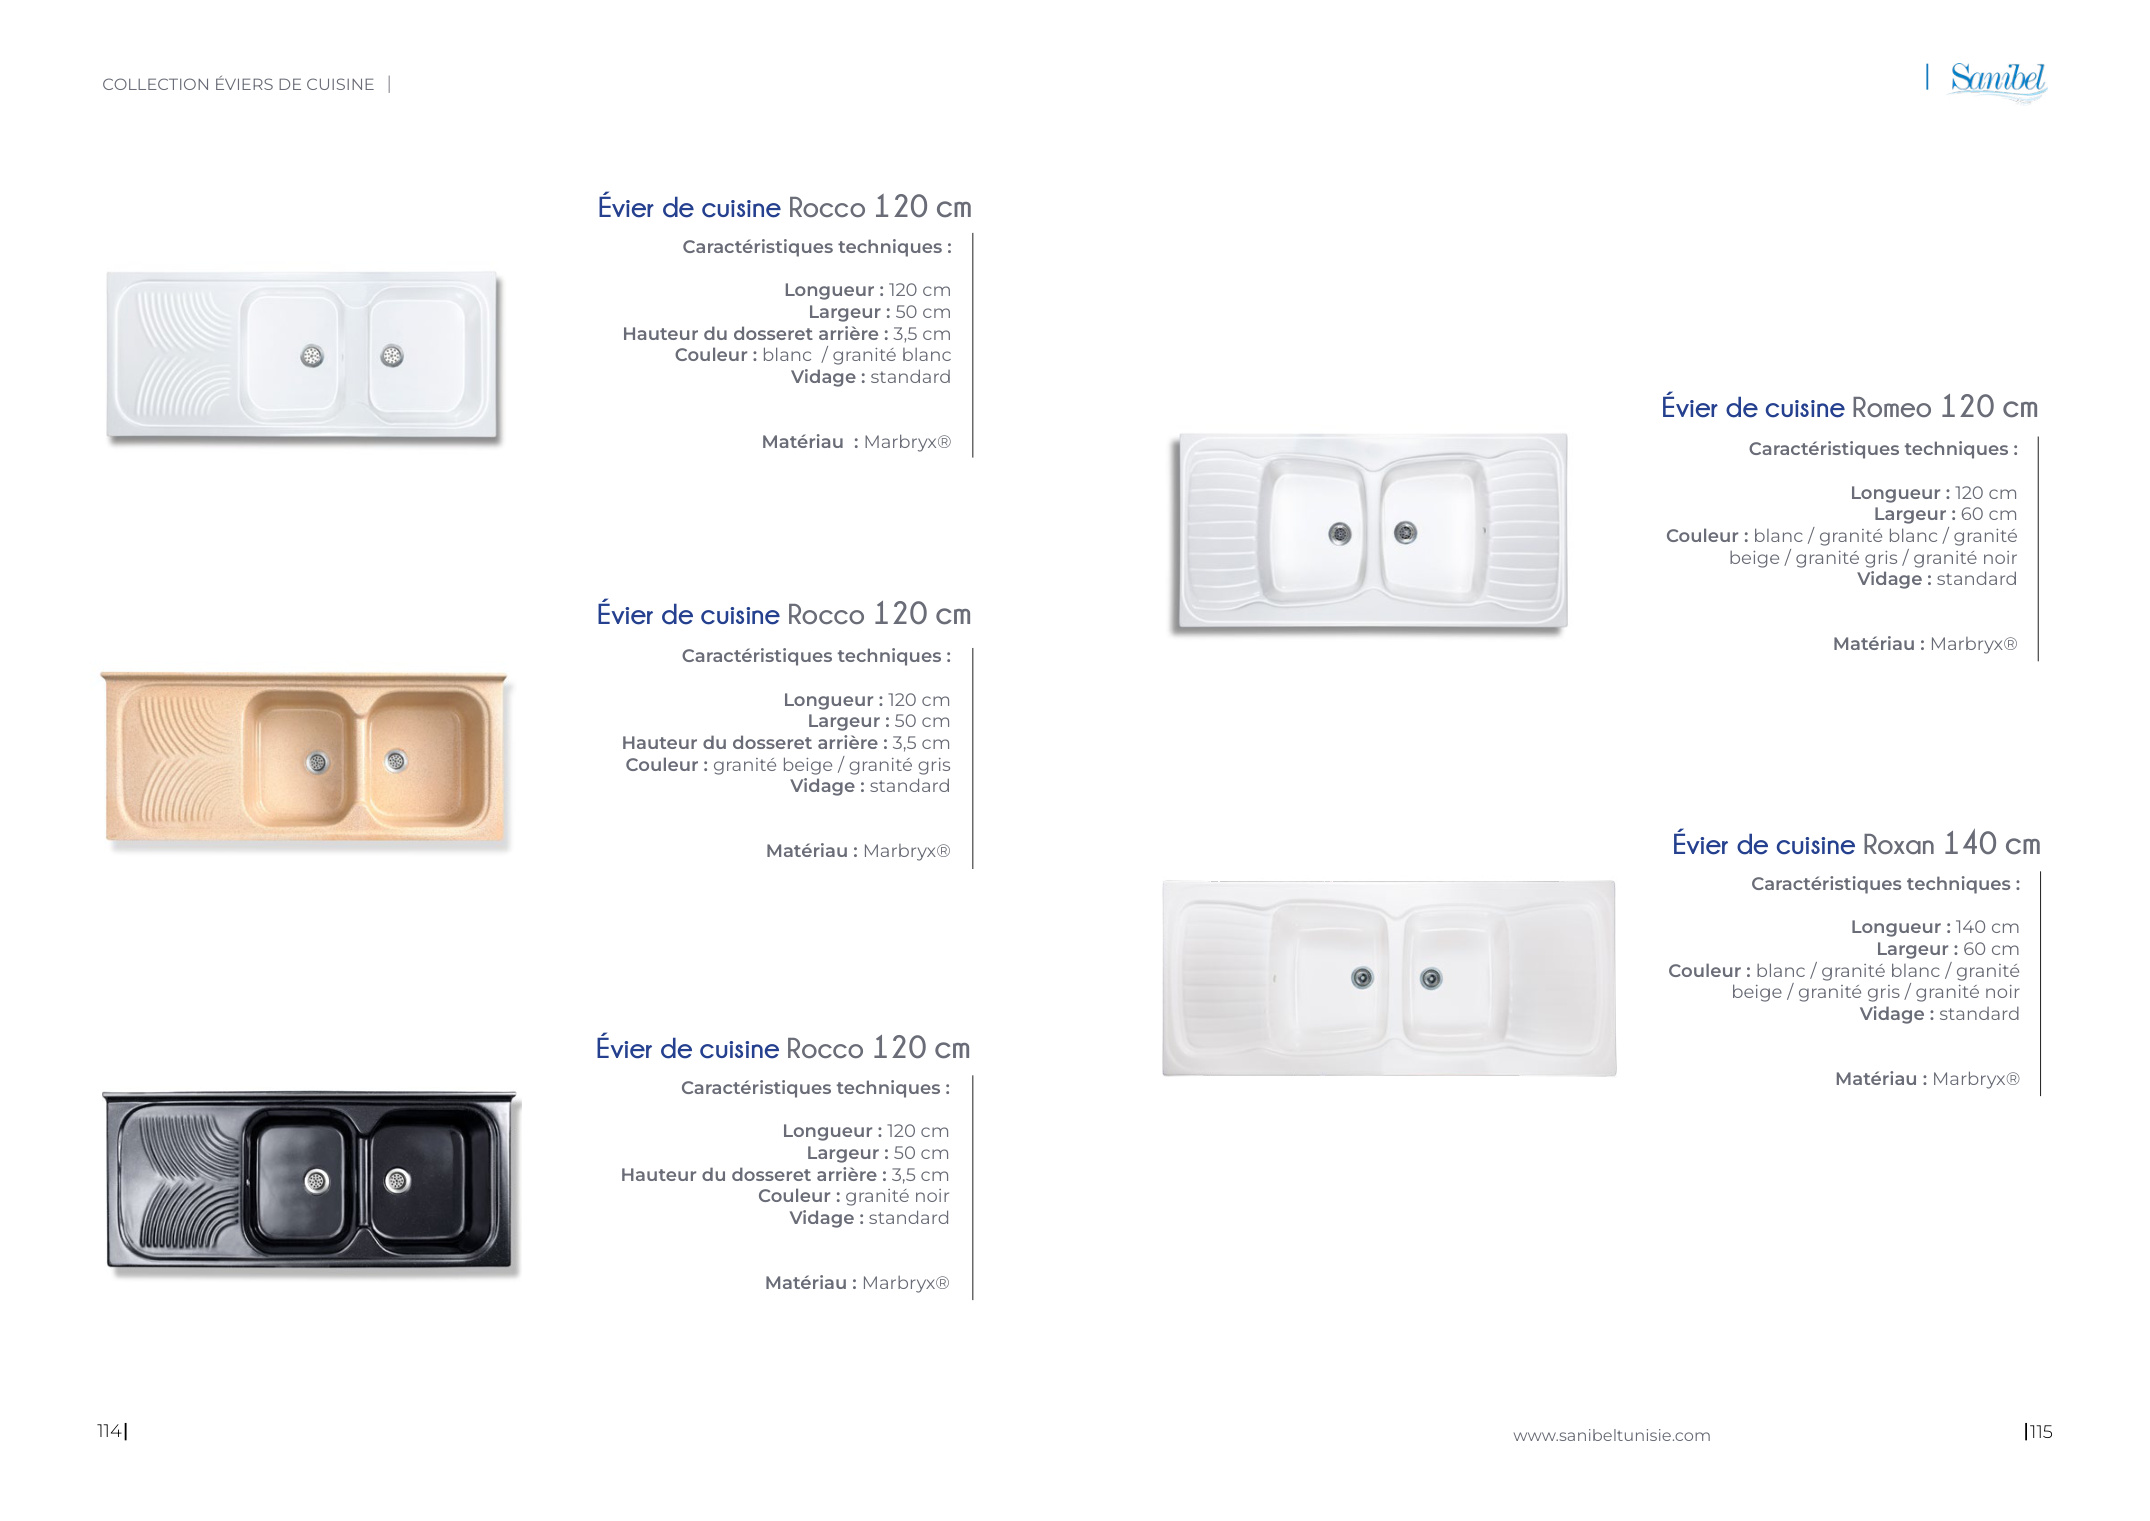 COLLECTION ÉVIERS DE CUISINE |
Évier de cuisine Rocco 120 cm
Caractéristiques techniques :
Longueur : 120 cm
Largeur : 50 cm
Hauteur du dosseret arrière : 3,5 cm
Couleur : blanc  / granité blanc
Vidage : standard
Matériau  : Marbryx®
Évier de cuisine Rocco 120 cm
Caractéristiques techniques :
Longueur : 120 cm
Largeur : 50 cm
Hauteur du dosseret arrière : 3,5 cm
Couleur : granité beige / granité gris
Vidage : standard
Matériau : Marbryx®
Évier de cuisine Rocco 120 cm
Caractéristiques techniques :
Longueur : 120 cm
Largeur : 50 cm
Hauteur du dosseret arrière : 3,5 cm
Couleur : granité noir
Vidage : standard
Matériau : Marbryx®
114|
| Sanibel
Évier de cuisine Romeo 120 cm
Caractéristiques techniques :
Longueur : 120 cm
Largeur : 60 cm
Couleur : blanc / granité blanc / granité
beige / granité gris / granité noir
Vidage : standard
Matériau : Marbryx®
Évier de cuisine Roxan 140 cm
Caractéristiques techniques :
Longueur : 140 cm
Largeur : 60 cm
Couleur : blanc / granité blanc / granité
beige / granité gris / granité noir
Vidage : standard
Matériau : Marbryx®
www.sanibeltunisie.com
|115